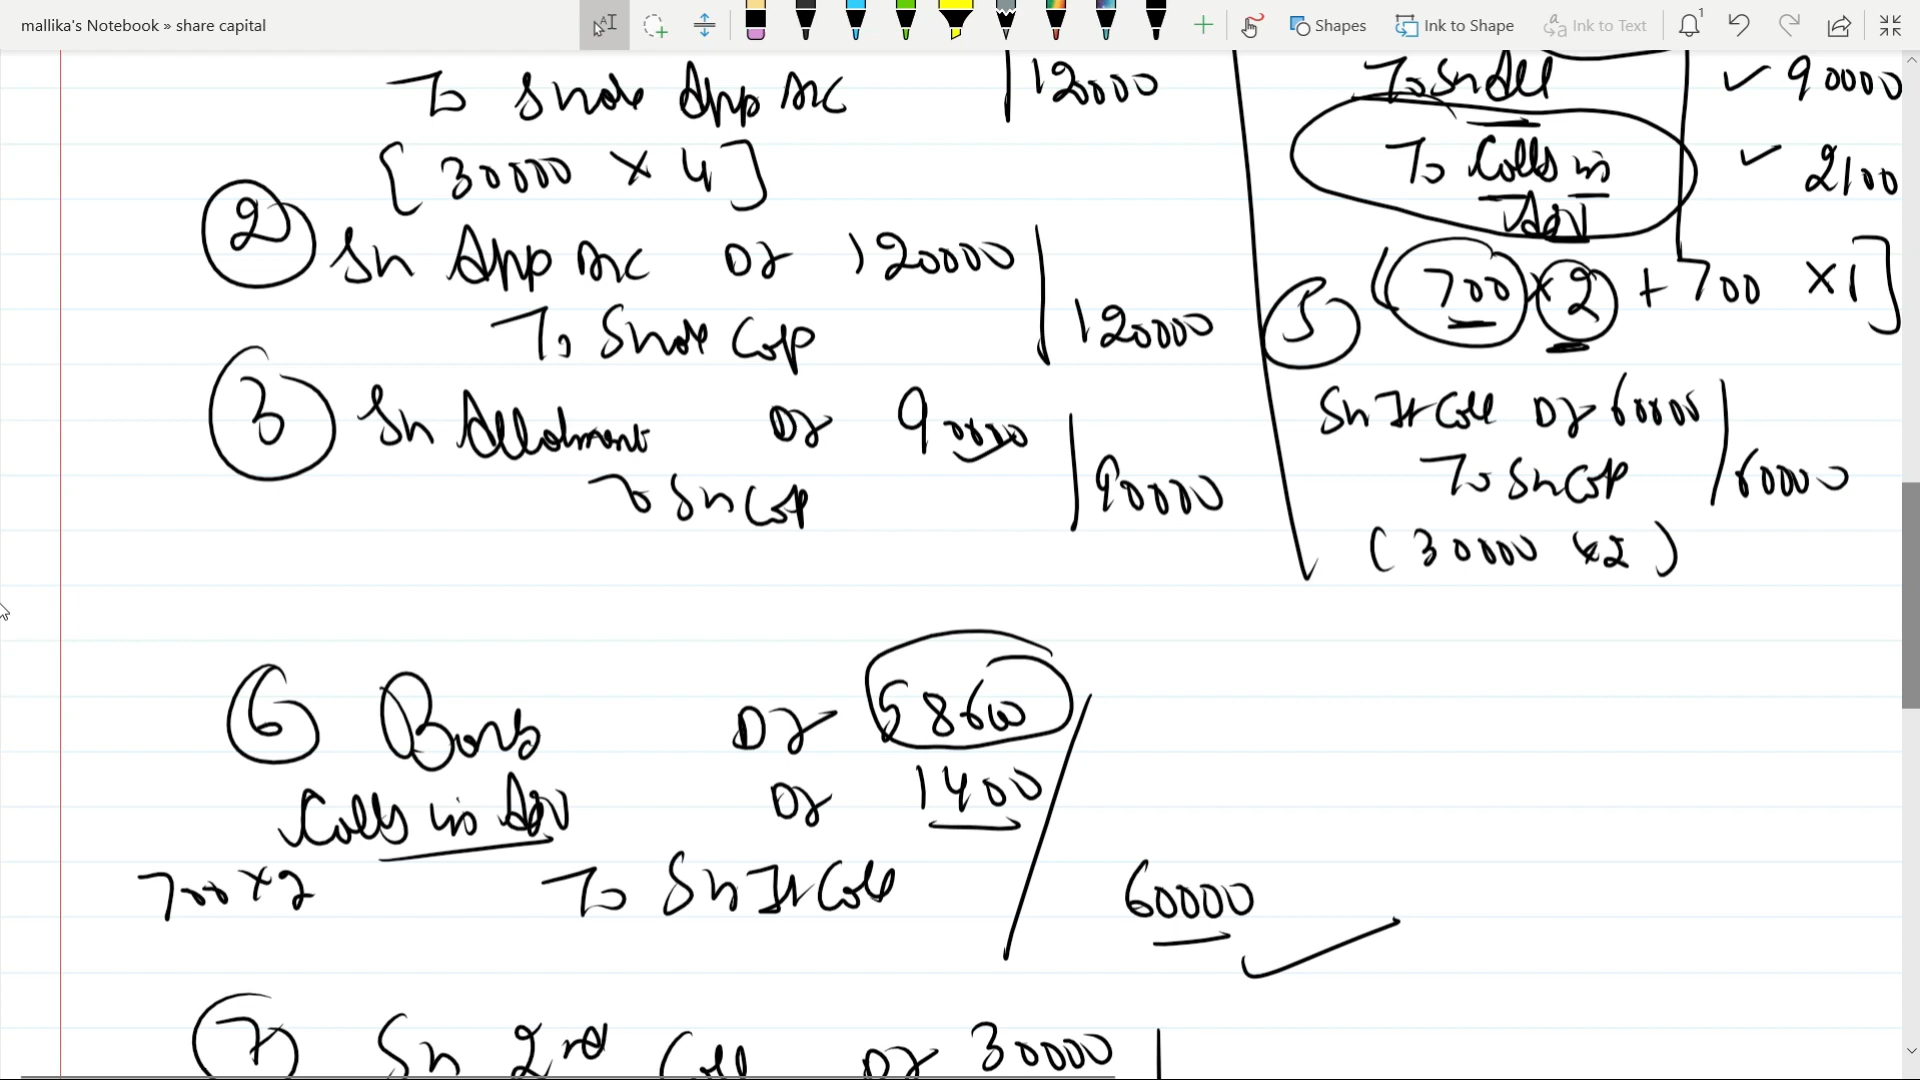 mallika's Notebook » share capital
Shapes
Ink to Shape
Ink to Text
1
To Share App A/c 120000
[30000 × 4]
② Sh App A/c Dr 120000
To Share Cap 120000
③ Sh Allotment Dr 90000
To Sh Cap 90000
To Sh All ✓ 90000
To Calls in Adv ✓ 2100
(700 × 2 + 700 × 1]
⑤
Sh Ist Call Dr 60000
To Sh Cap 60000
(30000 × 2)
⑥ Bank Dr 58600
Calls in Adv Dr 1400
700 × 2 To Sh Ist Call 60000
⑦ Sh 2nd Call Dr 30000